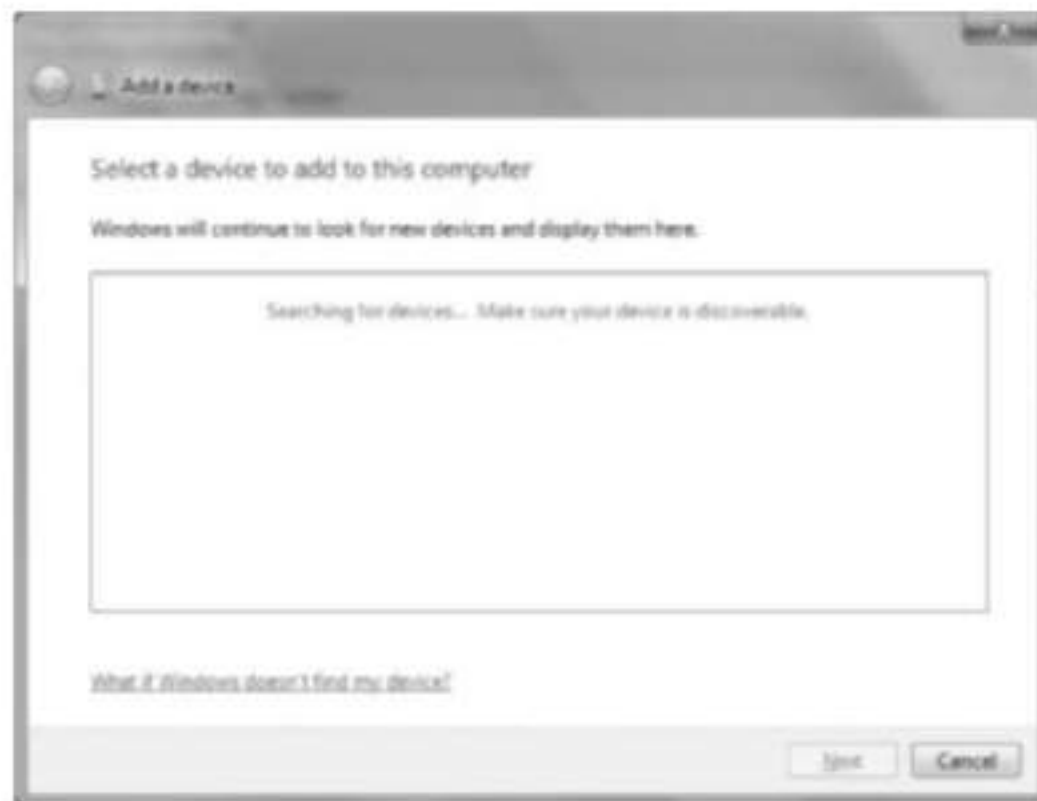 Add a device
Select a device to add to this computer
Windows will continue to look for new devices and display them here.
Searching for devices... Make sure your device is discoverable.
What if Windows doesn't find my device?
Next
Cancel